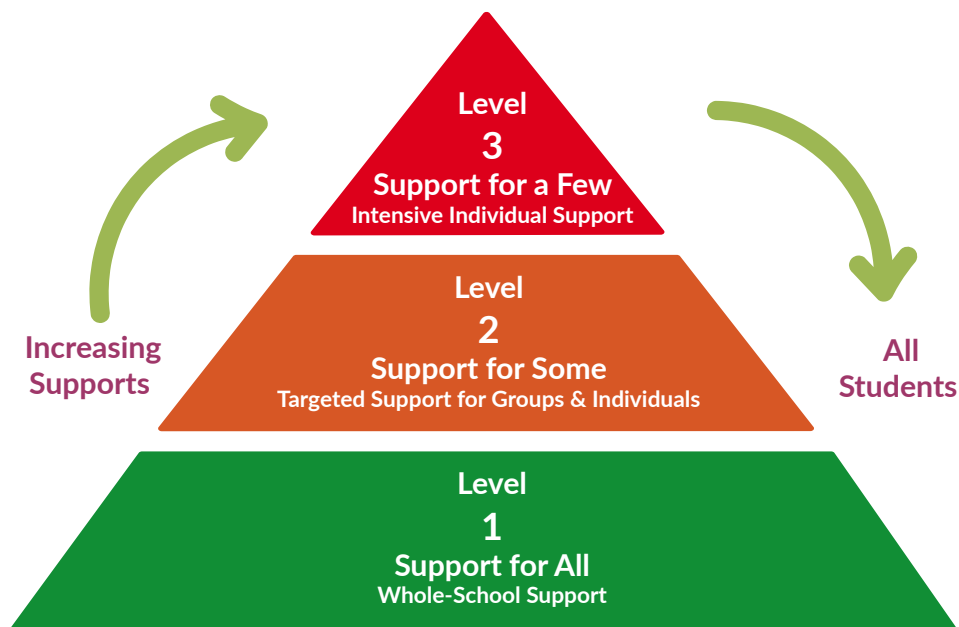 Level
3
Support for a Few
Intensive Individual Support
Level
2
Support for Some
Targeted Support for Groups & Individuals
Increasing
Supports
All
Students
Level
1
Support for All
Whole-School Support